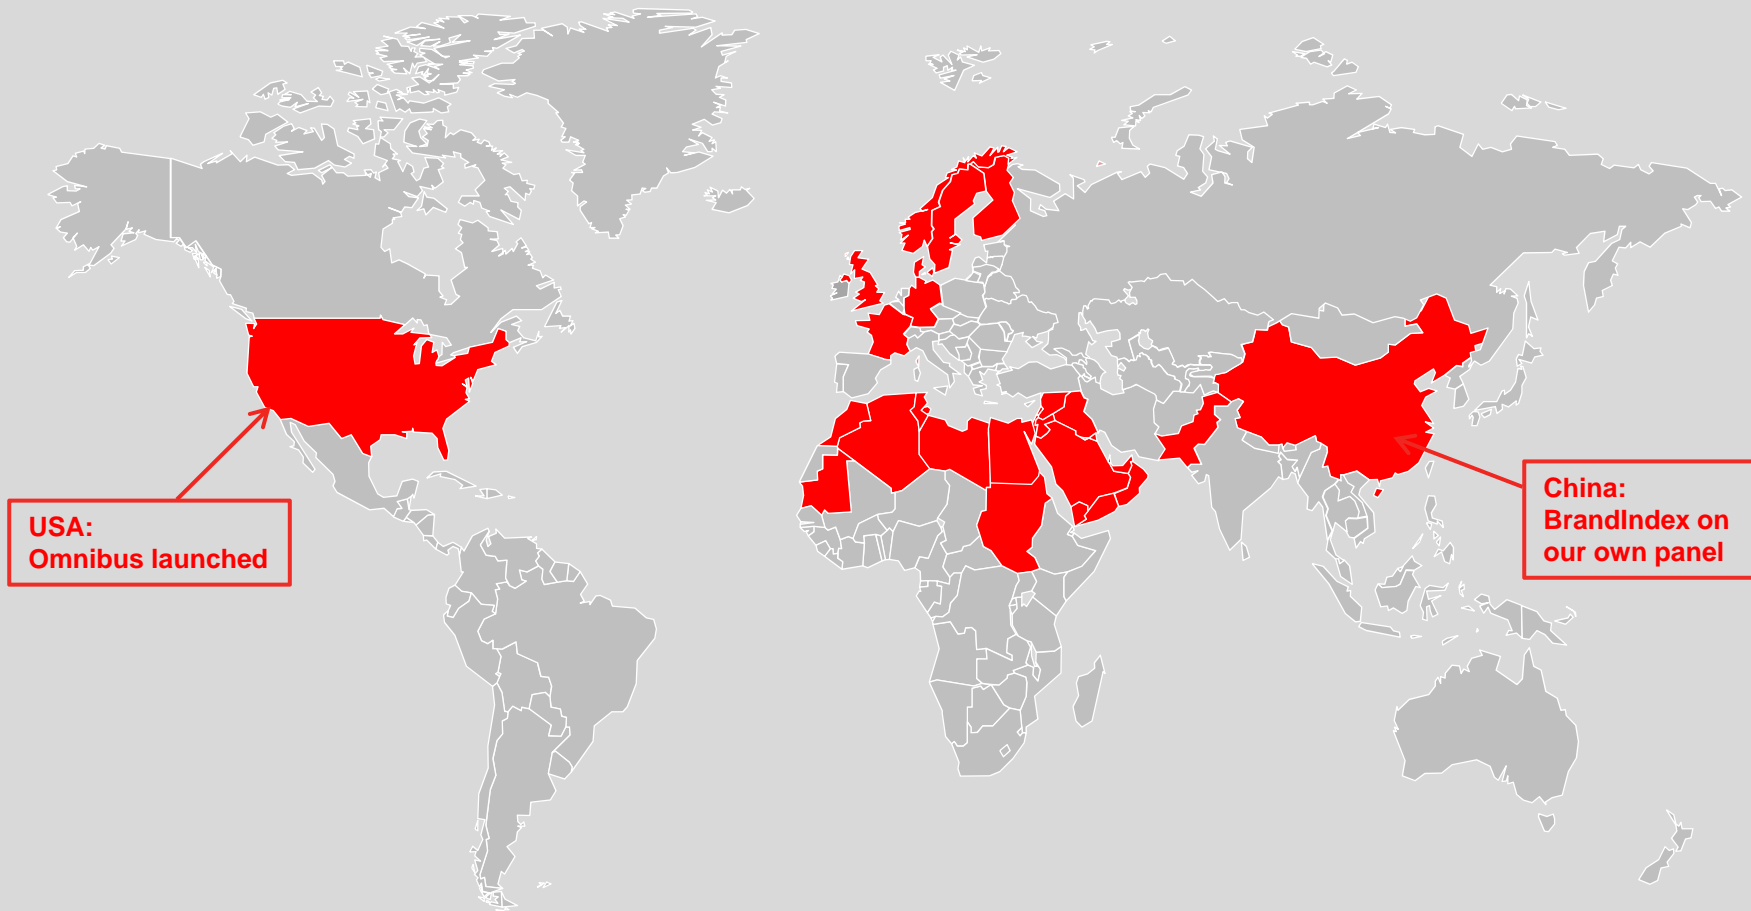 USA:
Omnibus launched
China:
BrandIndex on
our own panel